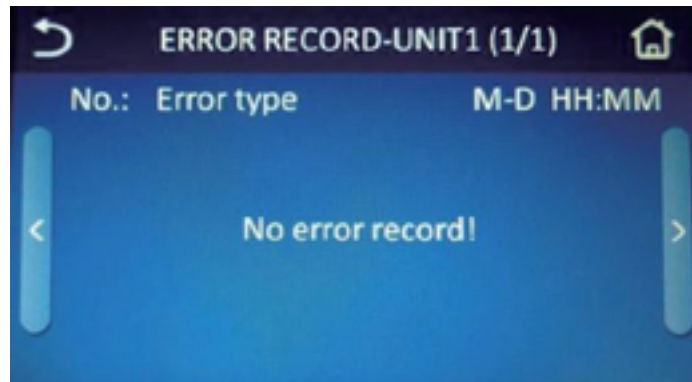 ERROR RECORD-UNIT1 (1/1)
No.: Error type M-D HH:MM
< No error record! >